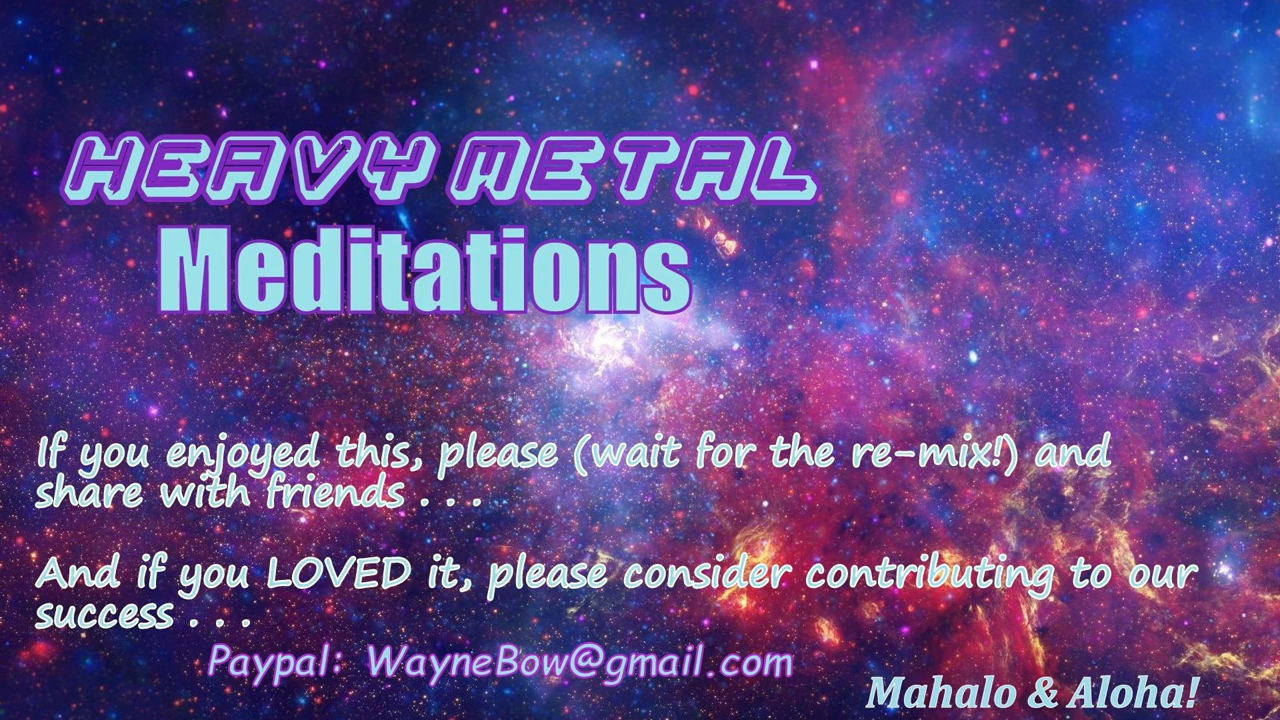 HEAVY METAL
Meditations
If you enjoyed this, please (wait for the re-mix!) and
share with friends . . .
And if you LOVED it, please consider contributing to our
success . . .
Paypal: WayneBow@gmail.com
Mahalo & Aloha!